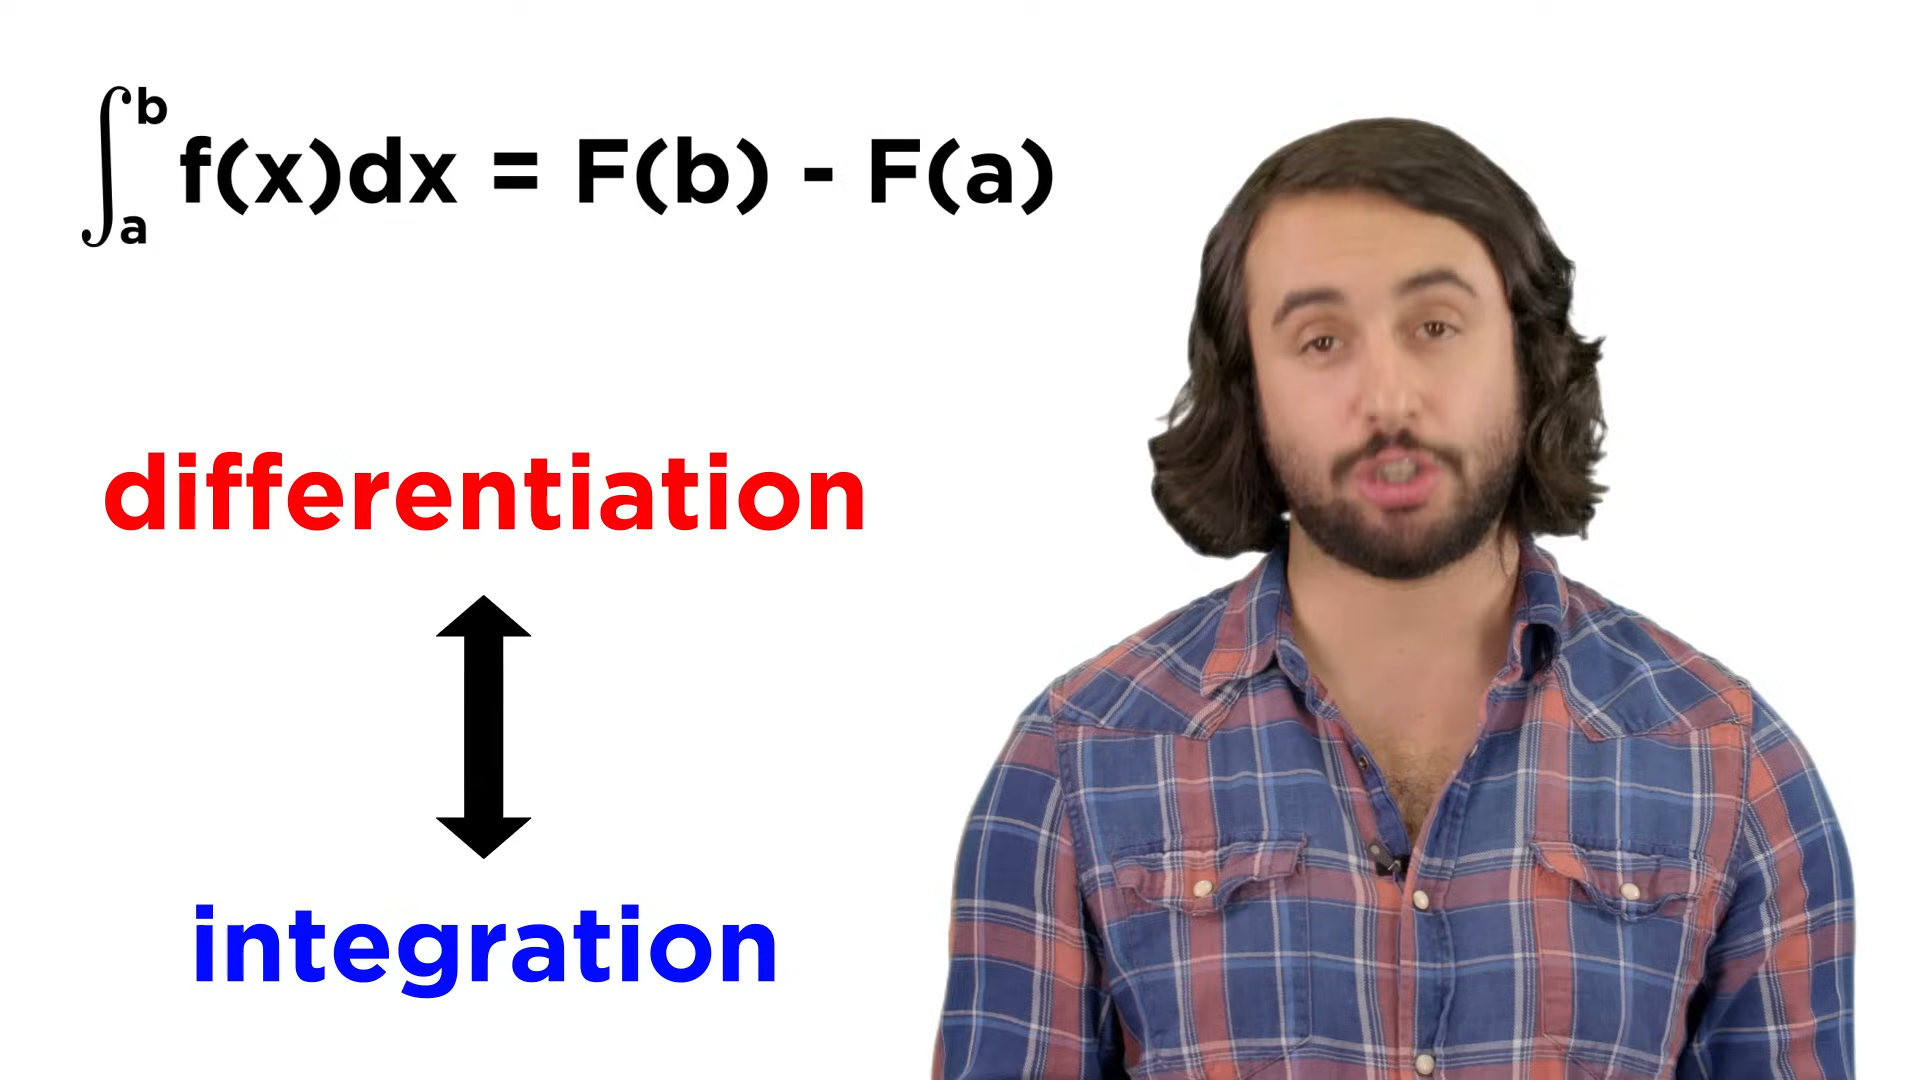 ∫ₐᵇ f(x)dx = F(b) - F(a)
differentiation
integration